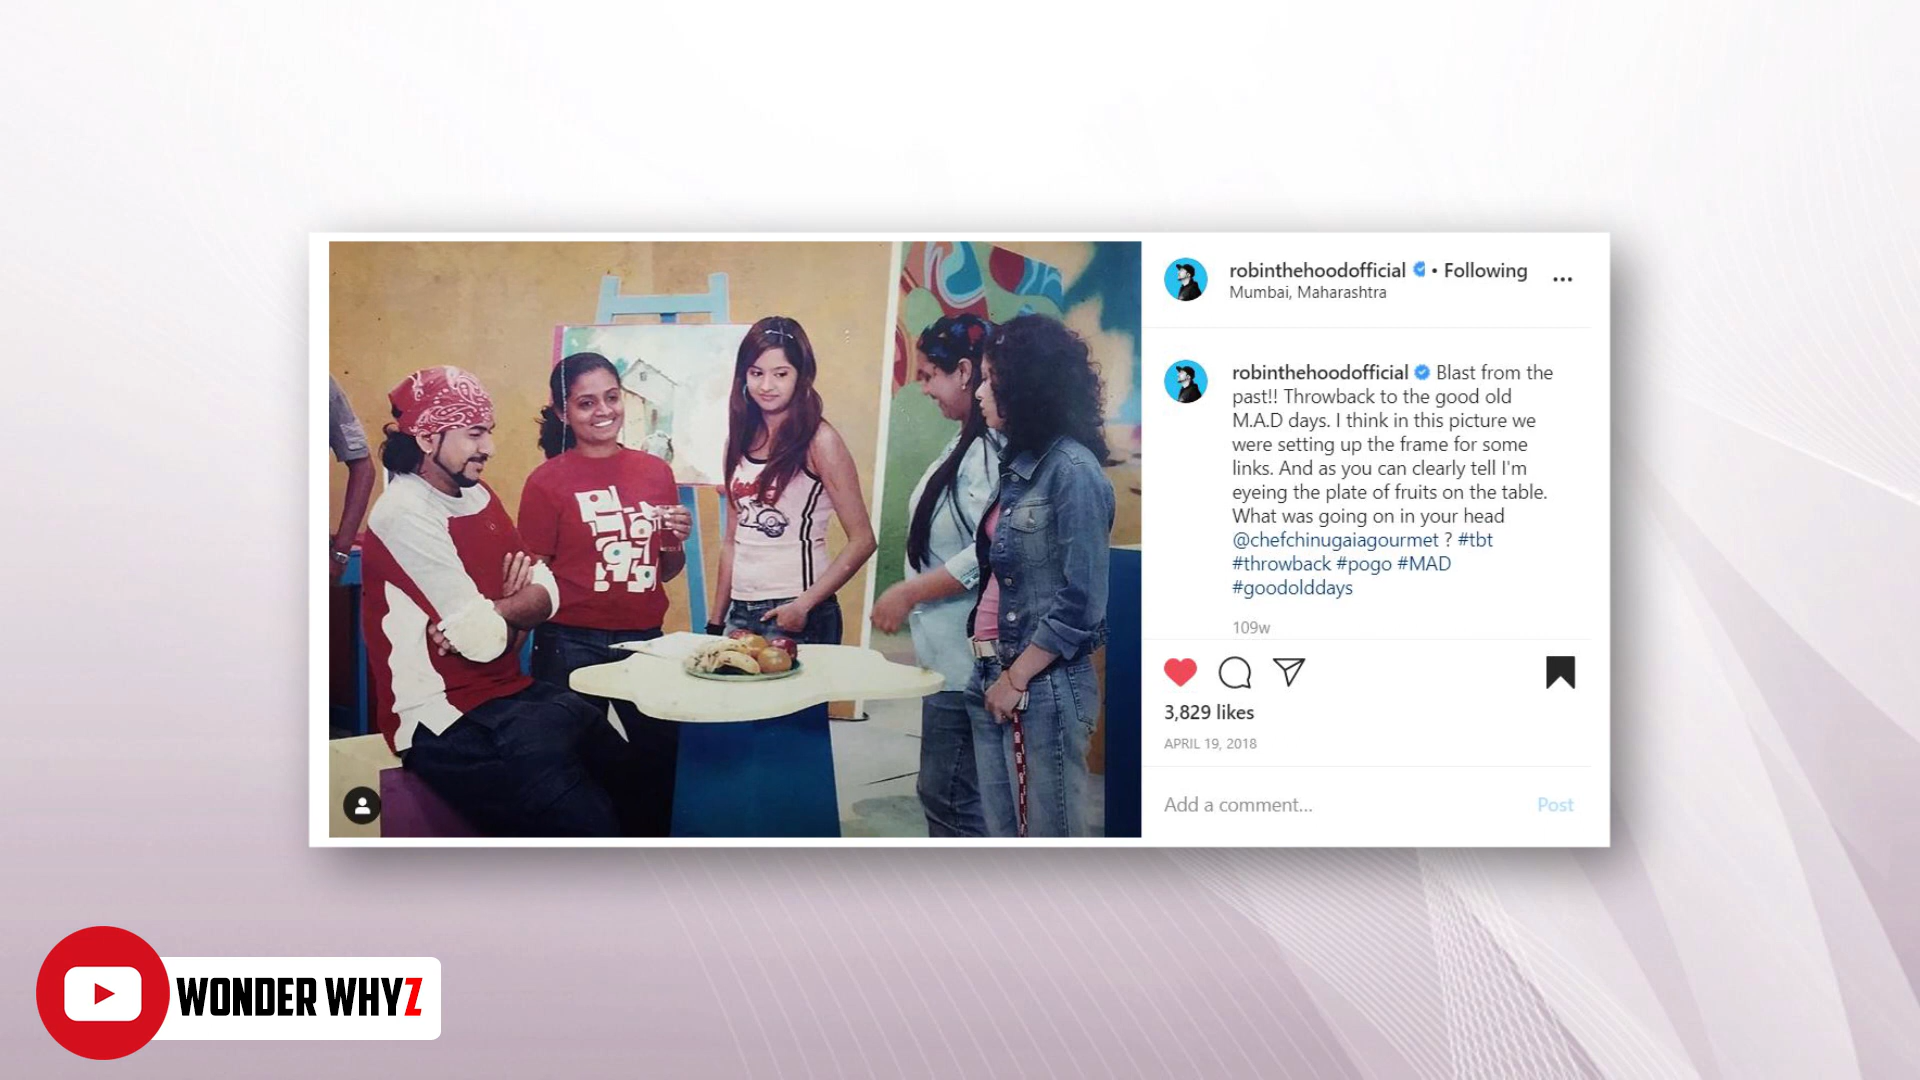 robinthehoodofficial • Following
Mumbai, Maharashtra
...
robinthehoodofficial Blast from the
past!! Throwback to the good old
M.A.D days. I think in this picture we
were setting up the frame for some
links. And as you can clearly tell I'm
eyeing the plate of fruits on the table.
What was going on in your head
@chefchinugaiagourmet ? #tbt
#throwback #pogo #MAD
#goodolddays
109w
3,829 likes
APRIL 19, 2018
Add a comment...
Post
WONDER WHYZ